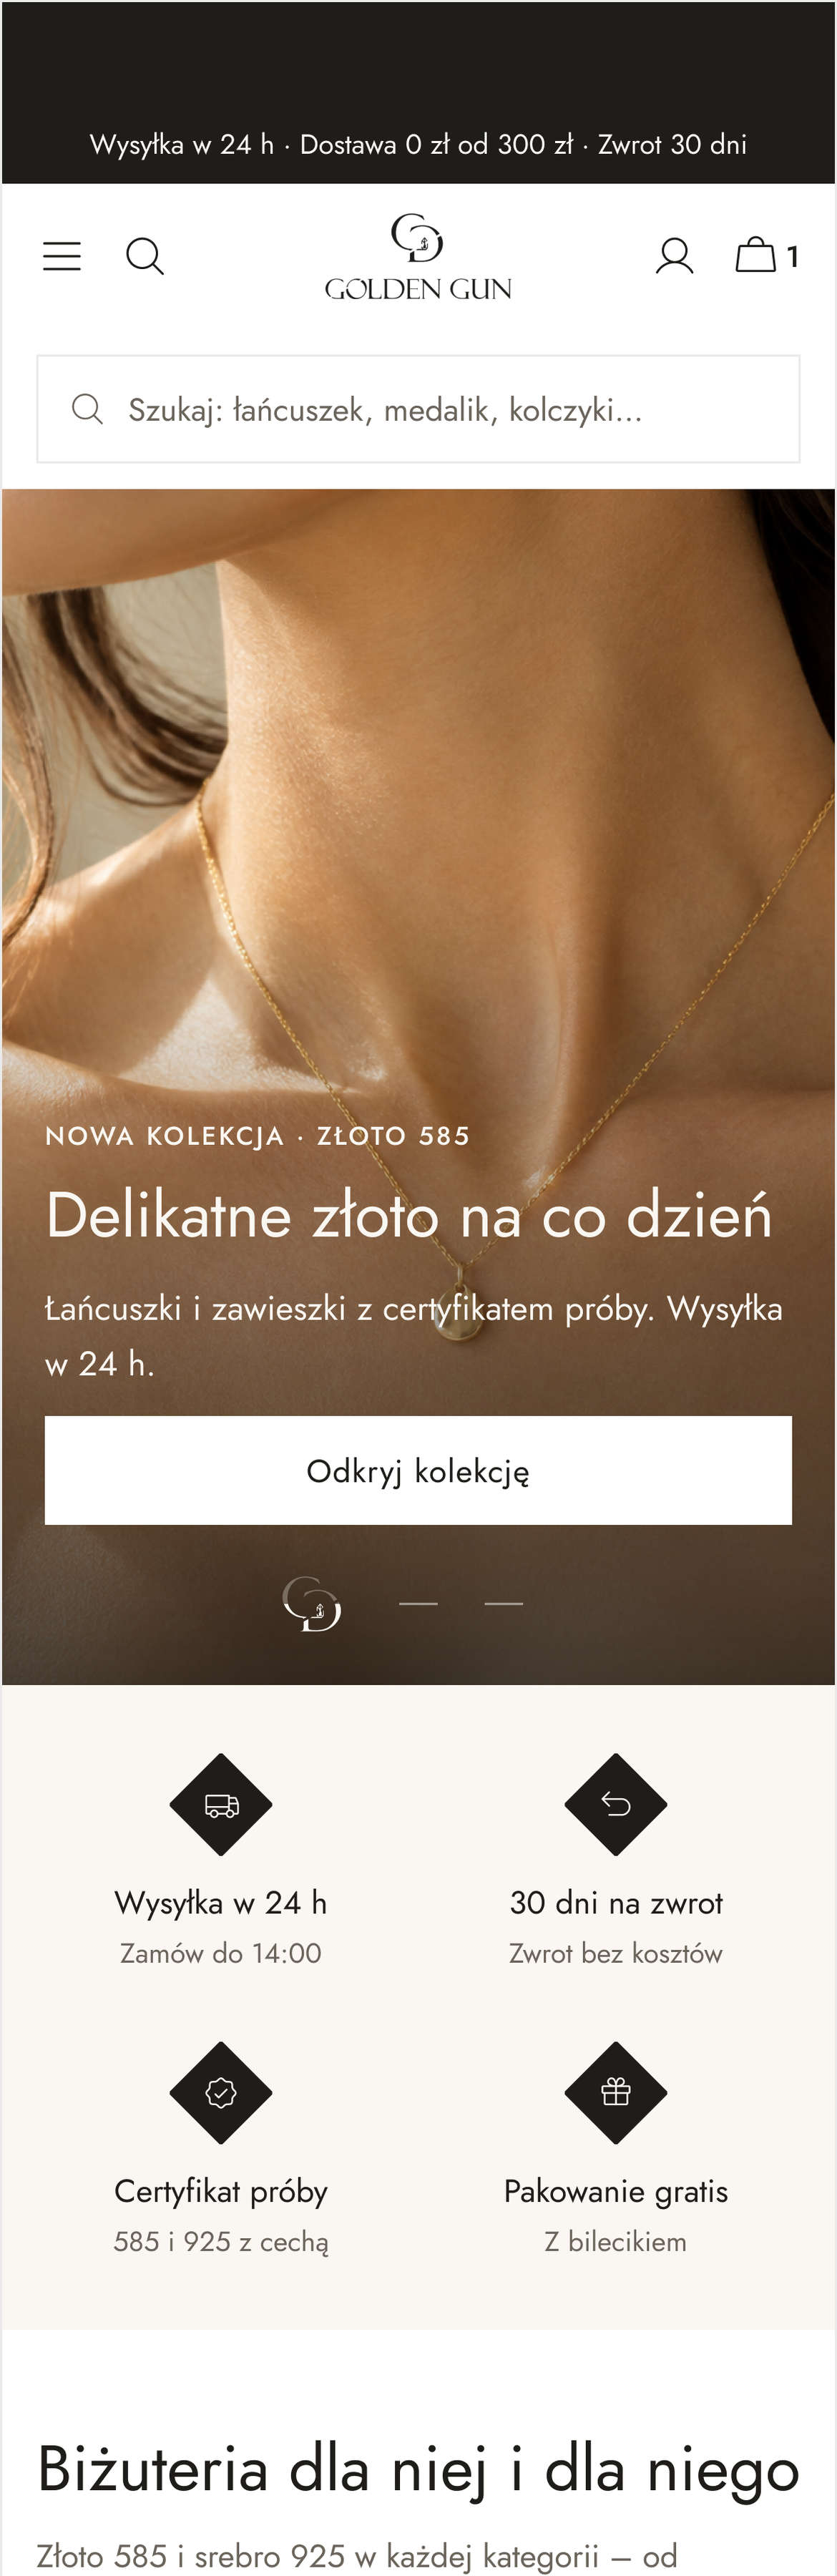 Wysyłka w 24 h · Dostawa 0 zł od 300 zł · Zwrot 30 dni
GOLDEN GUN
1
Szukaj: łańcuszek, medalik, kolczyki...
NOWA KOLEKCJA · ZŁOTO 585
Delikatne złoto na co dzień
Łańcuszki i zawieszki z certyfikatem próby. Wysyłka
w 24 h.
Odkryj kolekcję
Wysyłka w 24 h
30 dni na zwrot
Zamów do 14:00
Zwrot bez kosztów
Certyfikat próby
Pakowanie gratis
585 i 925 z cechą
Z bilecikiem
Biżuteria dla niej i dla niego
Złoto 585 i srebro 925 w każdej kategorii – od